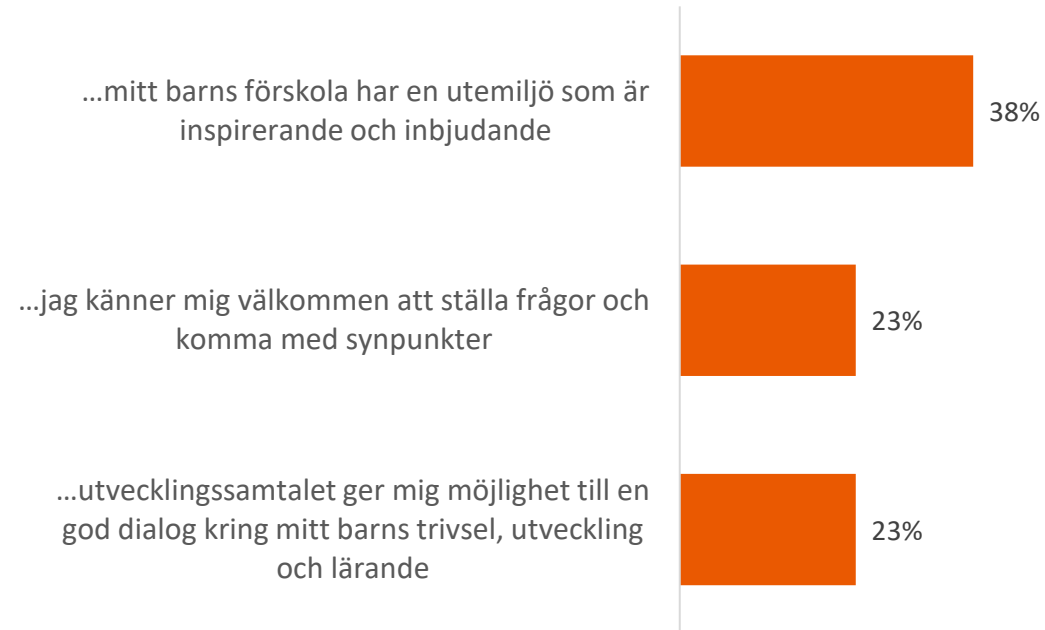 …mitt barns förskola har en utemiljö som är
inspirerande och inbjudande
38%
…jag känner mig välkommen att ställa frågor och
komma med synpunkter
23%
…utvecklingssamtalet ger mig möjlighet till en
god dialog kring mitt barns trivsel, utveckling
och lärande
23%